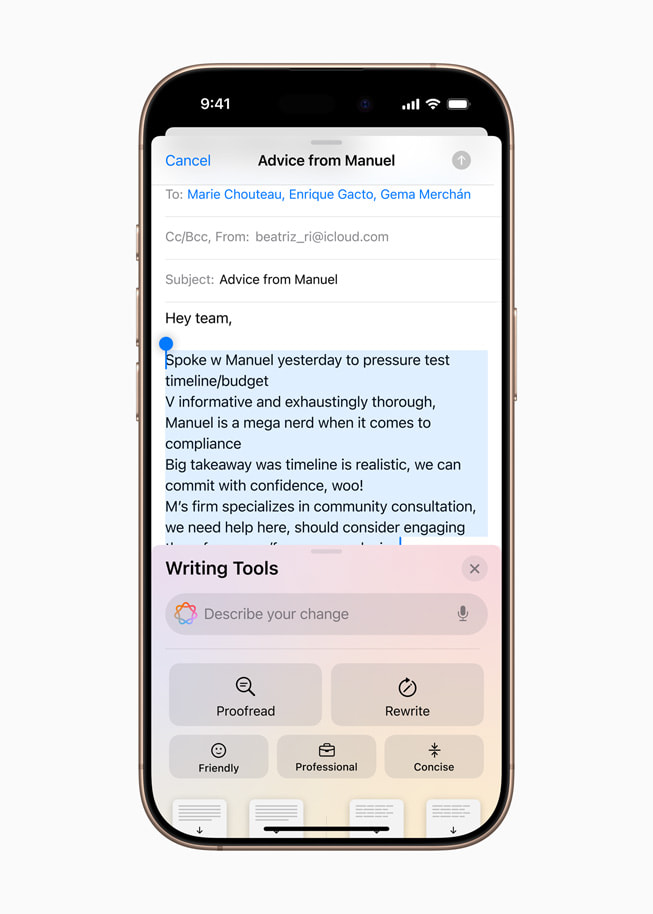 9:41
Cancel
Advice from Manuel
To: Marie Chouteau, Enrique Gacto, Gema Merchán
Cc/Bcc, From: beatriz_ri@icloud.com
Subject: Advice from Manuel
Hey team,
Spoke w Manuel yesterday to pressure test
timeline/budget
V informative and exhaustingly thorough,
Manuel is a mega nerd when it comes to
compliance
Big takeaway was timeline is realistic, we can
commit with confidence, woo!
M’s firm specializes in community consultation,
we need help here, should consider engaging
Writing Tools
Describe your change
Proofread
Rewrite
Friendly
Professional
Concise